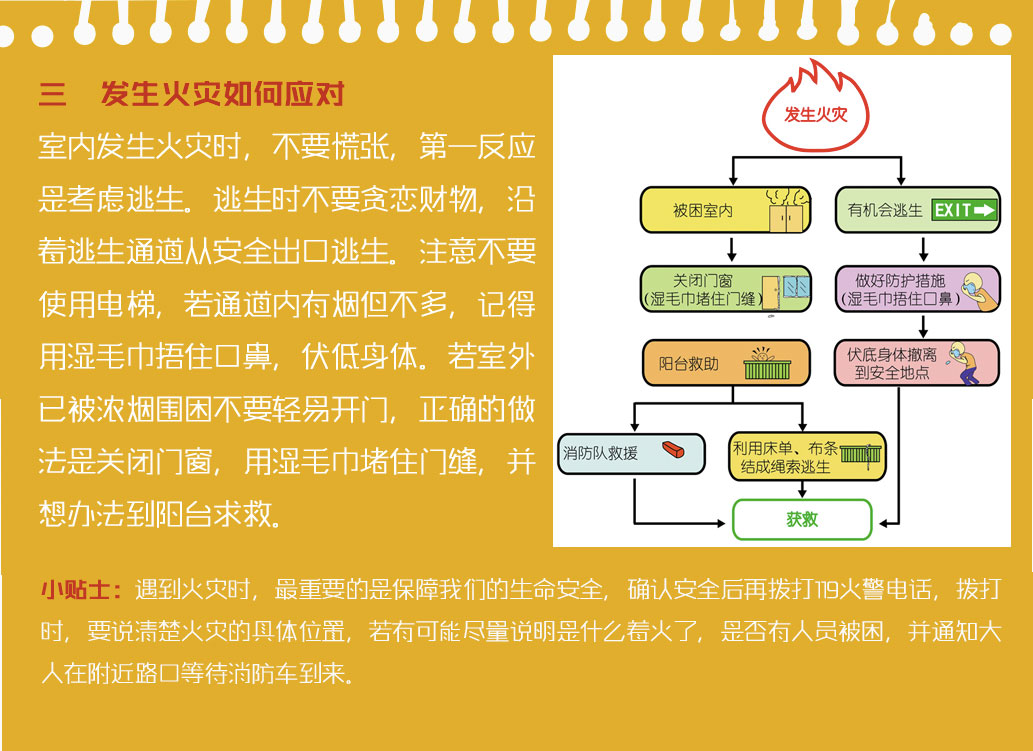 三 发生火灾如何应对
室内发生火灾时，不要慌张，第一反应
是考虑逃生。逃生时不要贪恋财物，沿
着逃生通道从安全出口逃生。注意不要
使用电梯，若通道内有烟但不多，记得
用湿毛巾捂住口鼻，伏低身体。若室外
已被浓烟围困不要轻易开门，正确的做
法是关闭门窗，用湿毛巾堵住门缝，并
想办法到阳台求救。
发生火灾
被困室内
有机会逃生
EXIT
关闭门窗
(湿毛巾堵住门缝)
做好防护措施
(湿毛巾捂住口鼻)
阳台救助
伏底身体撤离
到安全地点
消防队救援
利用床单、布条
结成绳索逃生
获救
小贴士：遇到火灾时，最重要的是保障我们的生命安全，确认安全后再拨打119火警电话，拨打
时，要说清楚火灾的具体位置，若有可能尽量说明是什么着火了，是否有人员被困，并通知大
人在附近路口等待消防车到来。